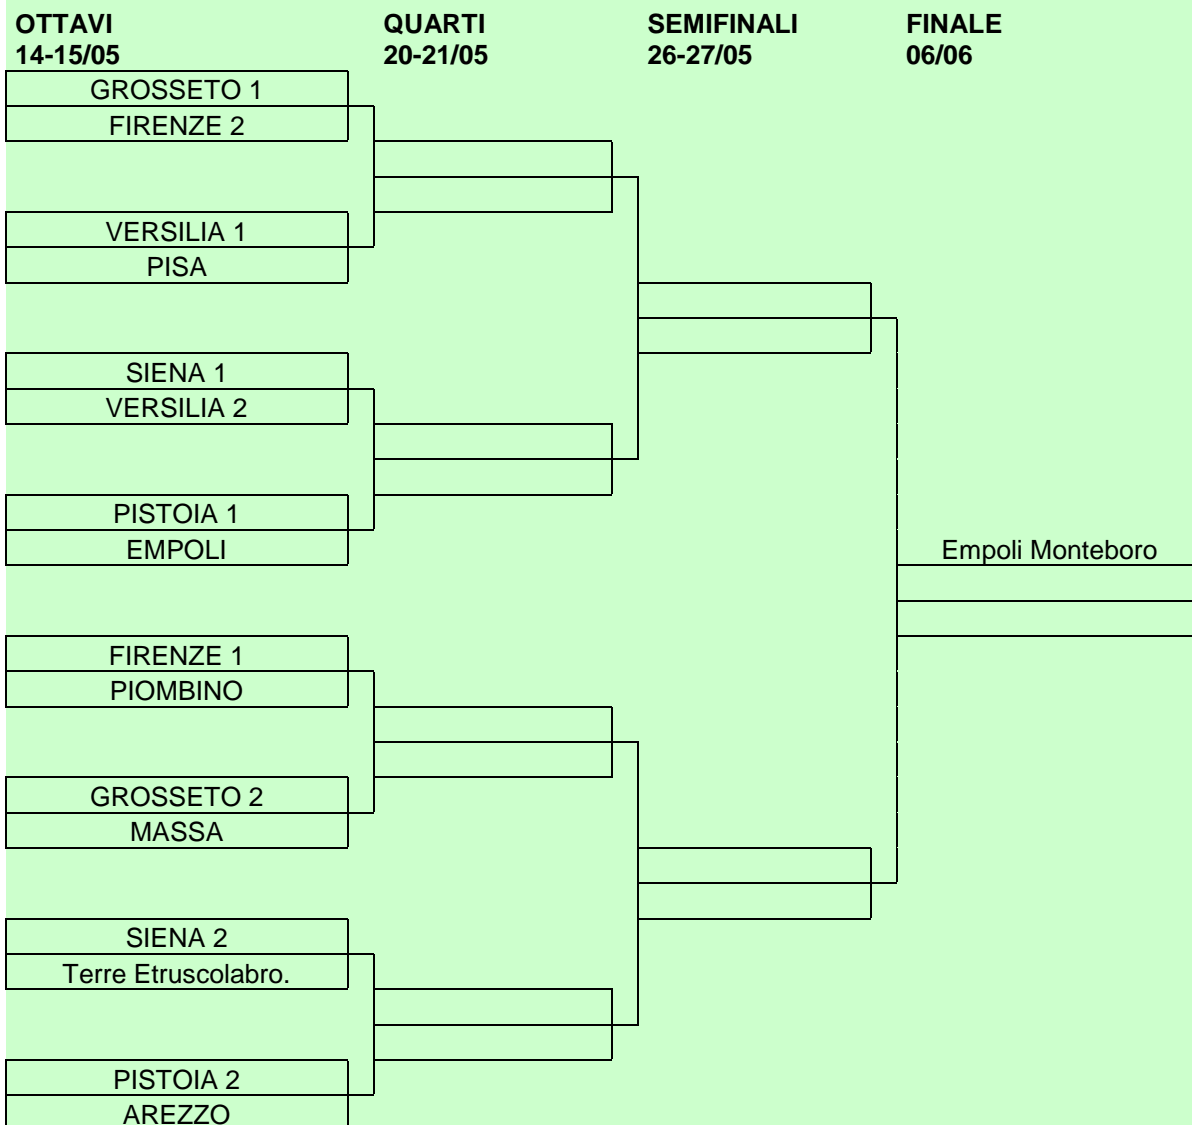 OTTAVI QUARTI SEMIFINALI FINALE
14-15/05 20-21/05 26-27/05 06/06
GROSSETO 1
FIRENZE 2
VERSILIA 1
PISA
SIENA 1
VERSILIA 2
PISTOIA 1
EMPOLI
Empoli Monteboro
FIRENZE 1
PIOMBINO
GROSSETO 2
MASSA
SIENA 2
Terre Etruscolabro.
PISTOIA 2
AREZZO